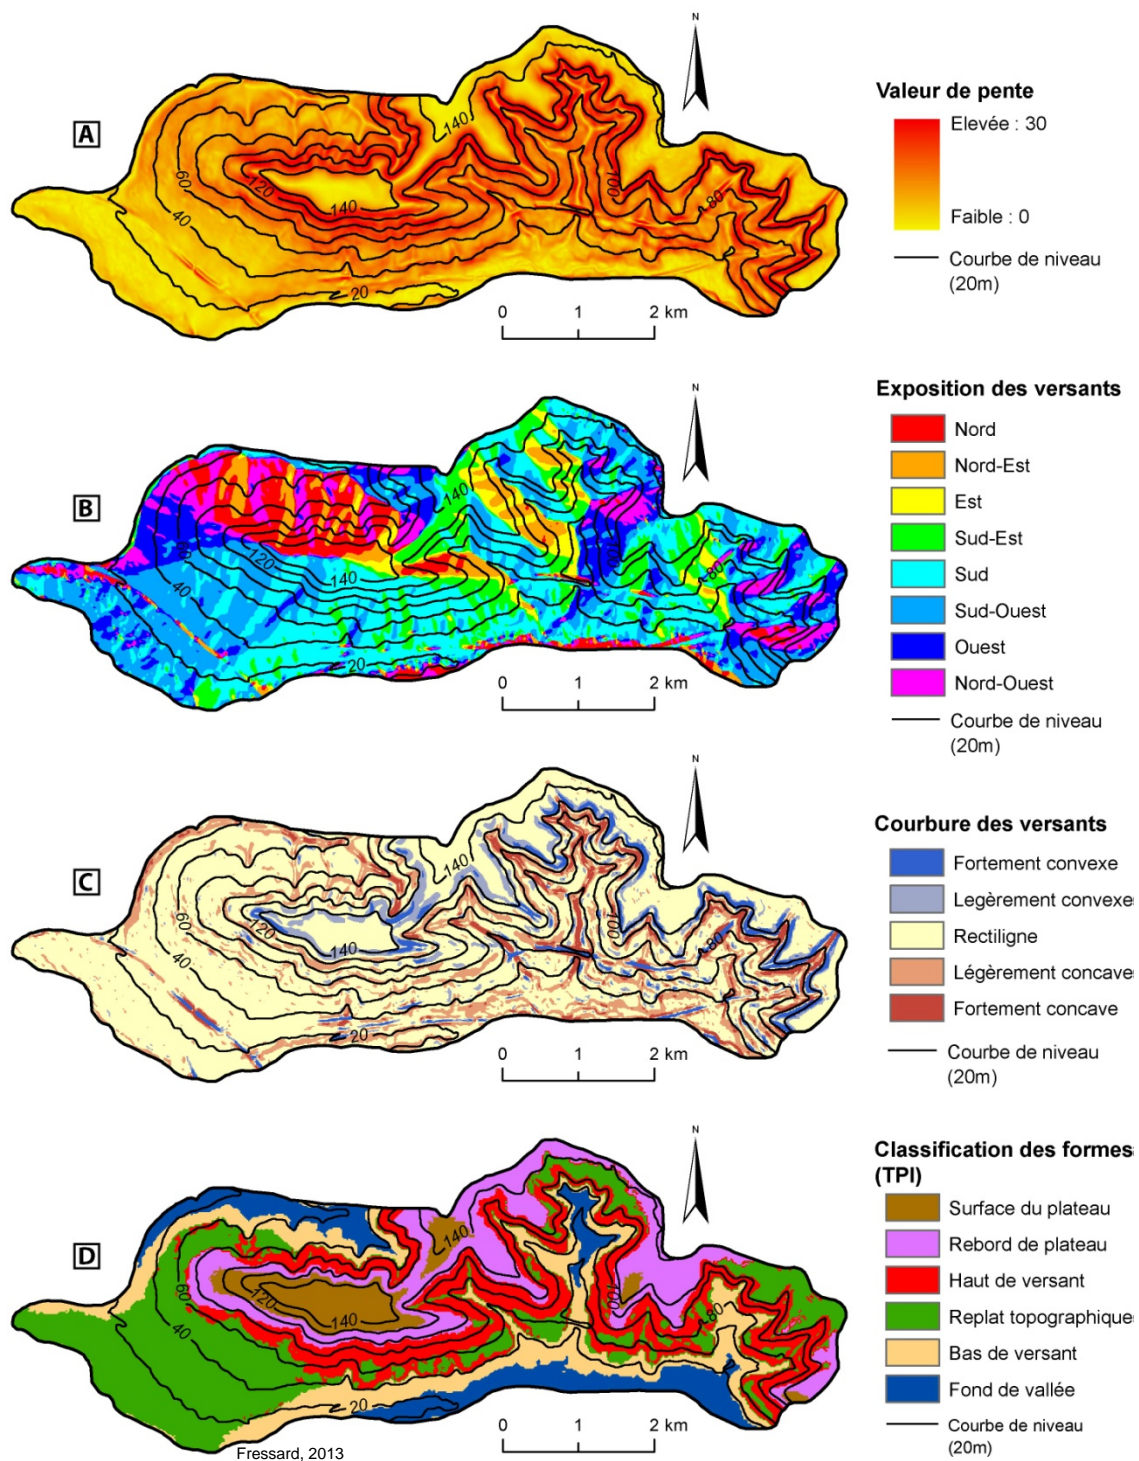 N
A
140
120
60
40
140
20
100
80
0 1 2 km
Valeur de pente
Elevée : 30
Faible : 0
Courbe de niveau
(20m)
N
B
140
120
60
40
140
20
100
80
0 1 2 km
Exposition des versants
Nord
Nord-Est
Est
Sud-Est
Sud
Sud-Ouest
Ouest
Nord-Ouest
Courbe de niveau
(20m)
N
C
140
120
60
40
140
20
100
80
0 1 2 km
Courbure des versants
Fortement convexe
Legèrement convexe
Rectiligne
Légèrement concave
Fortement concave
Courbe de niveau
(20m)
N
D
140
120
60
40
140
20
100
80
0 1 2 km
Classification des formes
(TPI)
Surface du plateau
Rebord de plateau
Haut de versant
Replat topographique
Bas de versant
Fond de vallée
Courbe de niveau
(20m)
Fressard, 2013